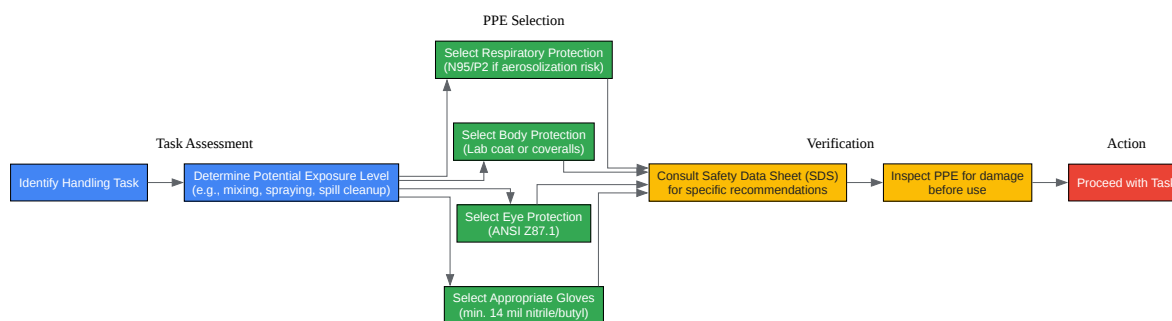 Task Assessment
Identify Handling Task
Determine Potential Exposure Level
(e.g., mixing, spraying, spill cleanup)
PPE Selection
Select Respiratory Protection
(N95/P2 if aerosolization risk)
Select Body Protection
(Lab coat or coveralls)
Select Eye Protection
(ANSI Z87.1)
Select Appropriate Gloves
(min. 14 mil nitrile/butyl)
Verification
Consult Safety Data Sheet (SDS)
for specific recommendations
Inspect PPE for damage
before use
Action
Proceed with Task